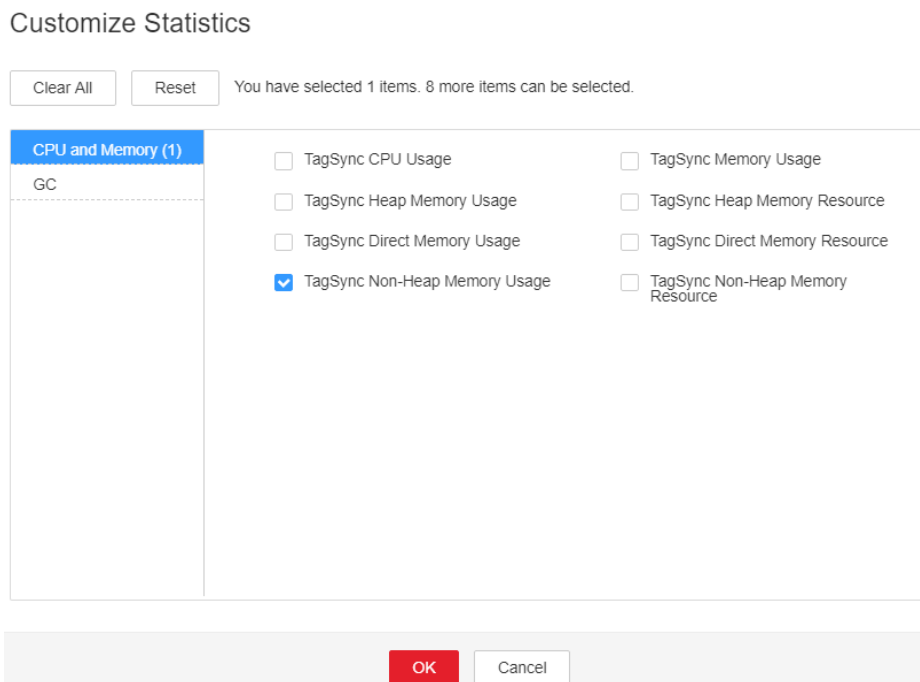 Customize Statistics
Clear All Reset You have selected 1 items. 8 more items can be selected.
CPU and Memory (1)
GC
TagSync CPU Usage TagSync Memory Usage
TagSync Heap Memory Usage TagSync Heap Memory Resource
TagSync Direct Memory Usage TagSync Direct Memory Resource
TagSync Non-Heap Memory Usage TagSync Non-Heap Memory
Resource
OK Cancel